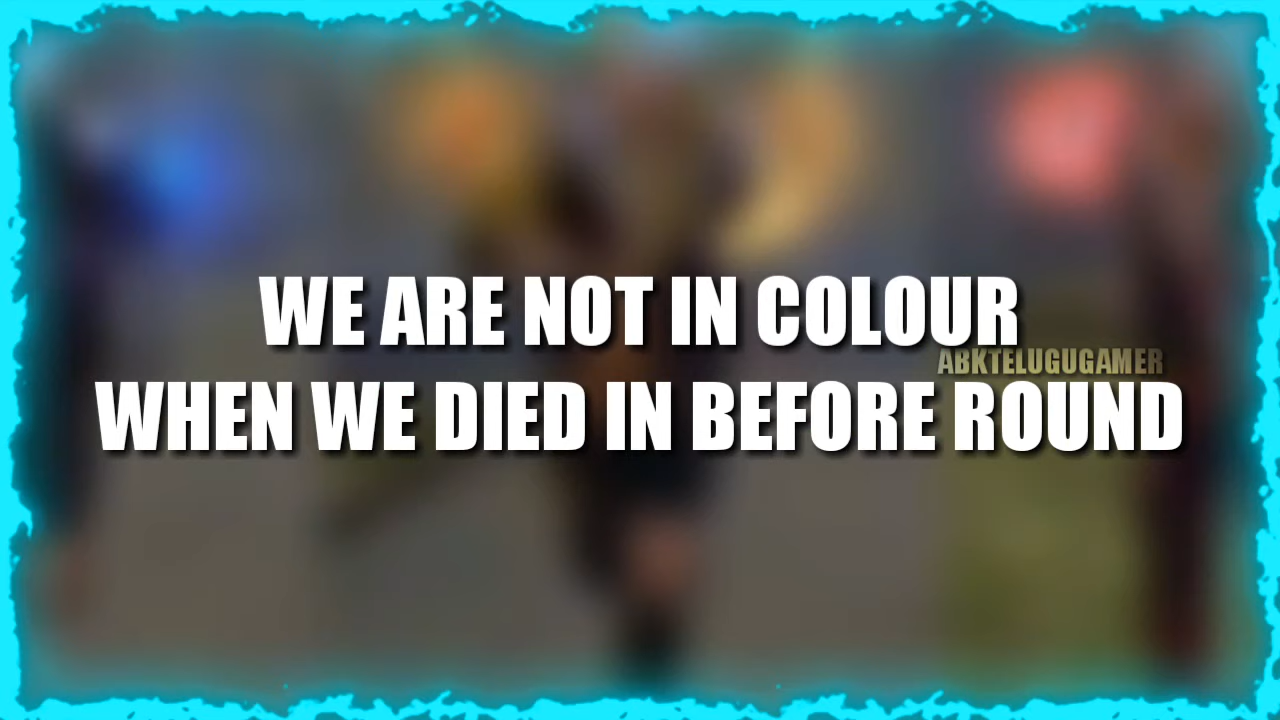 WE ARE NOT IN COLOUR
ABKTELUGUGAMER
WHEN WE DIED IN BEFORE ROUND